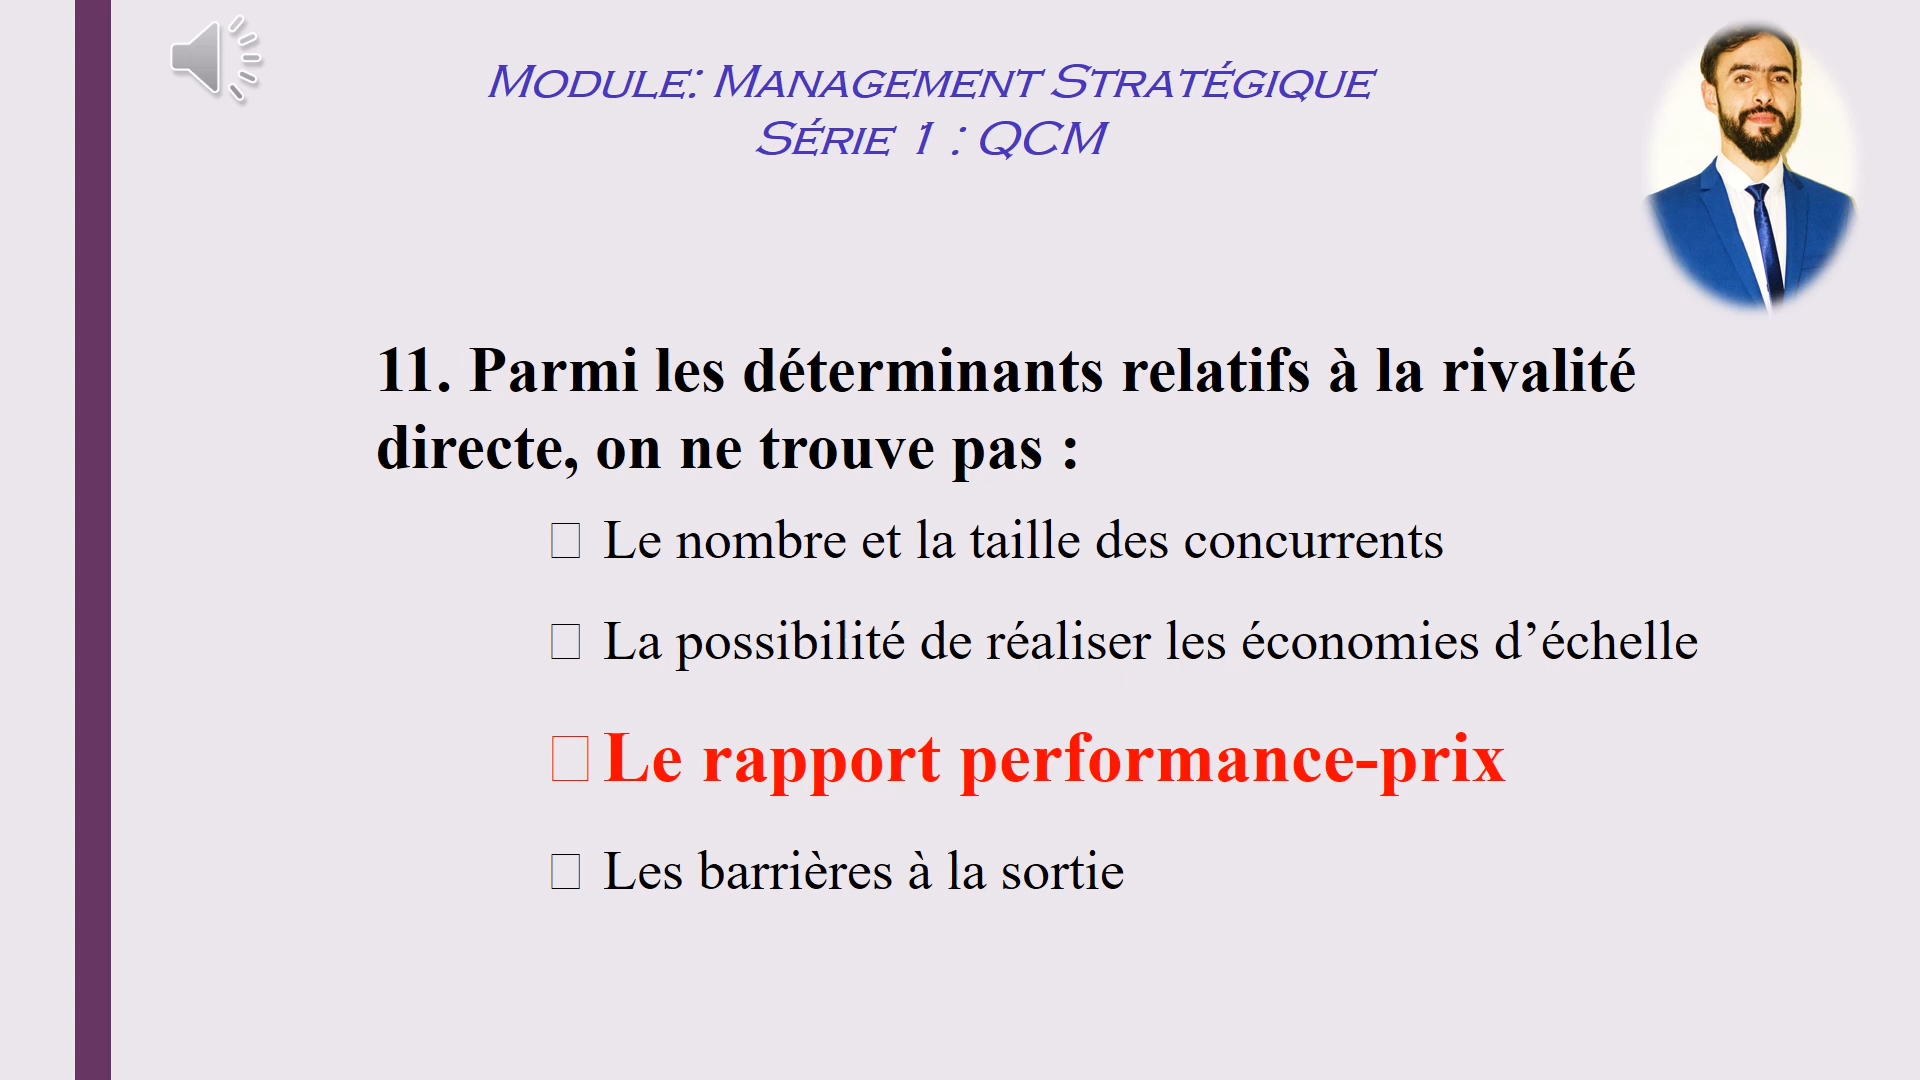 Module: Management Stratégique
Série 1 : QCM
11. Parmi les déterminants relatifs à la rivalité
directe, on ne trouve pas :
Le nombre et la taille des concurrents
La possibilité de réaliser les économies d’échelle
Le rapport performance-prix
Les barrières à la sortie